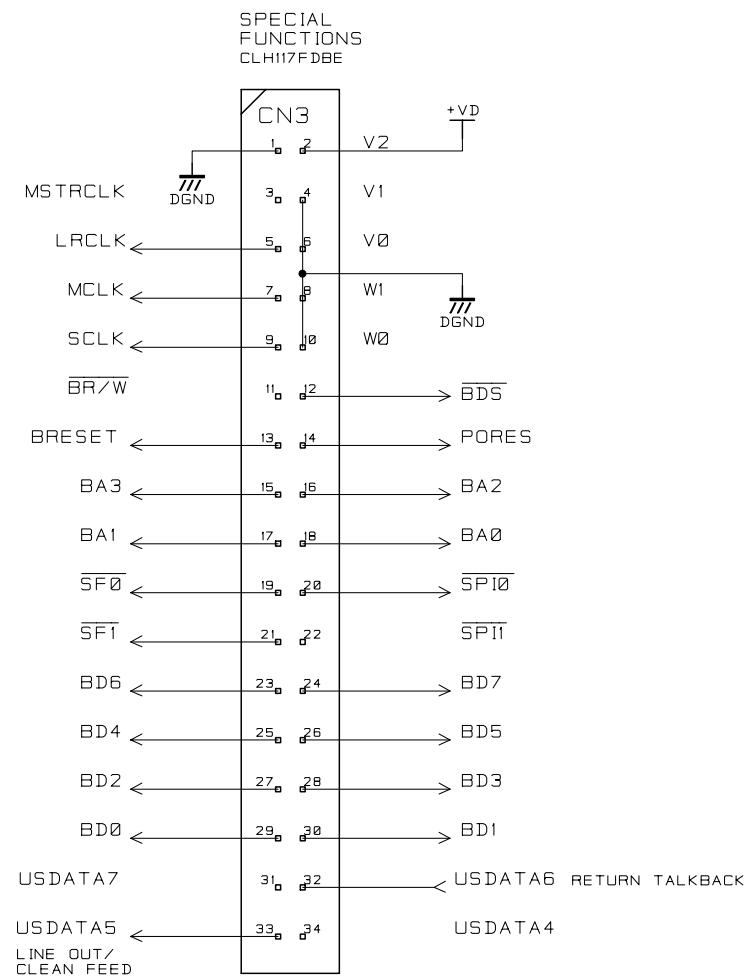 SPECIAL
FUNCTIONS
CLH117FDBE
CN3
+VD
1 2 V2
DGND
MSTRCLK 3 4 V1
LRCLK 5 6 V0
MCLK 7 8 W1
DGND
SCLK 9 10 W0
BR/W 11 12 BDS
BRESET 13 14 PORES
BA3 15 16 BA2
BA1 17 18 BA0
SF0 19 20 SPI0
SF1 21 22 SPI1
BD6 23 24 BD7
BD4 25 26 BD5
BD2 27 28 BD3
BD0 29 30 BD1
USDATA7 31 32 USDATA6 RETURN TALKBACK
USDATA5 33 34 USDATA4
LINE OUT/
CLEAN FEED